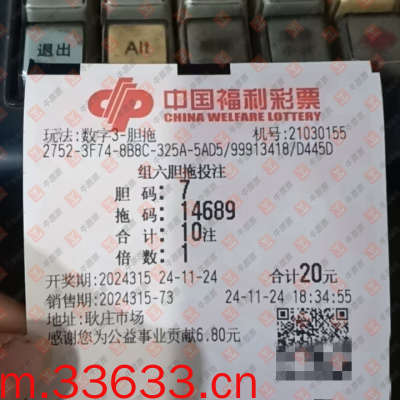 退出
Alt
中国福利彩票
CHINA WELFARE LOTTERY
玩法:数字3-胆拖 机号:21030155
2752-3F74-8B8C-325A-5AD5/99913418/D445D
组六胆拖投注
胆 码: 7
拖 码: 14689
合 计: 10注
倍 数: 1
开奖期:2024315 24-11-24 合计20元
销售期:2024315-73 24-11-24 18:34:55
地址:耿庄市场
感谢您为公益事业贡献6.80元
m.33633.cn